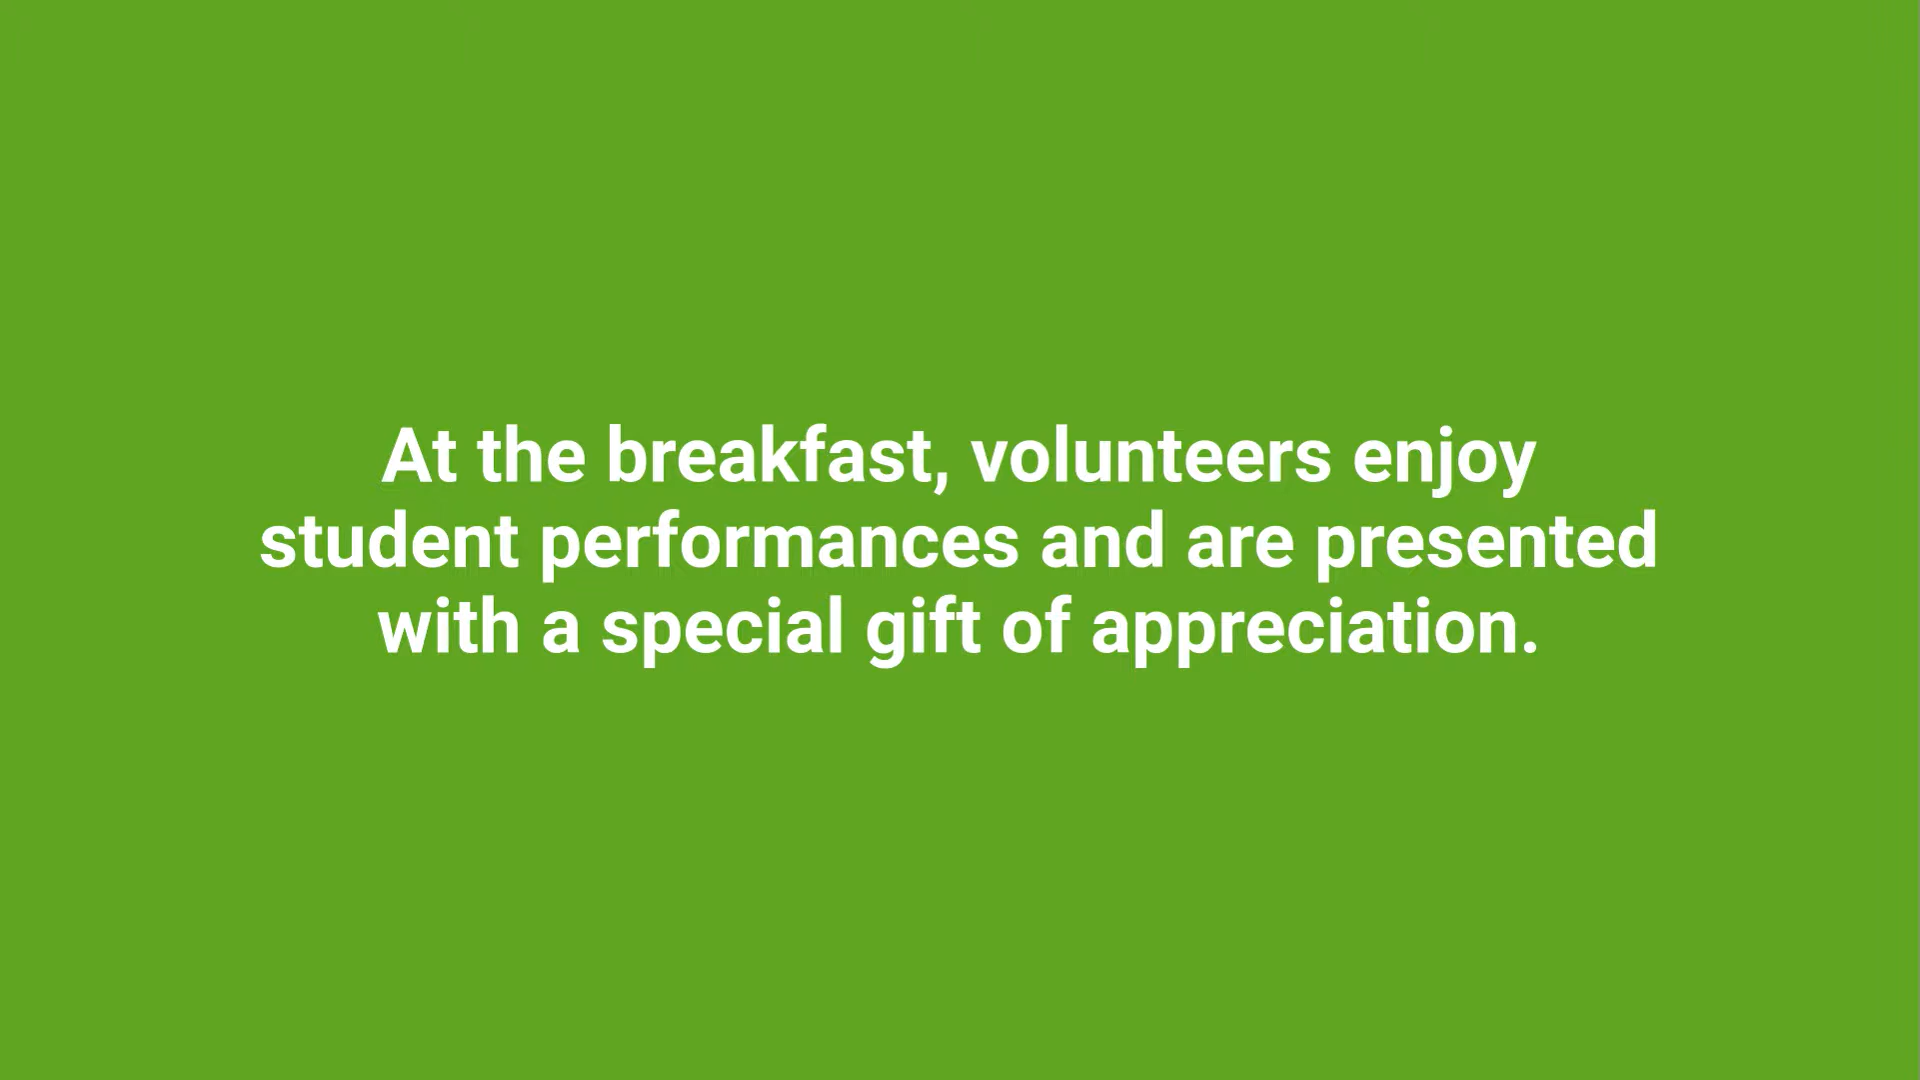 At the breakfast, volunteers enjoy
student performances and are presented
with a special gift of appreciation.